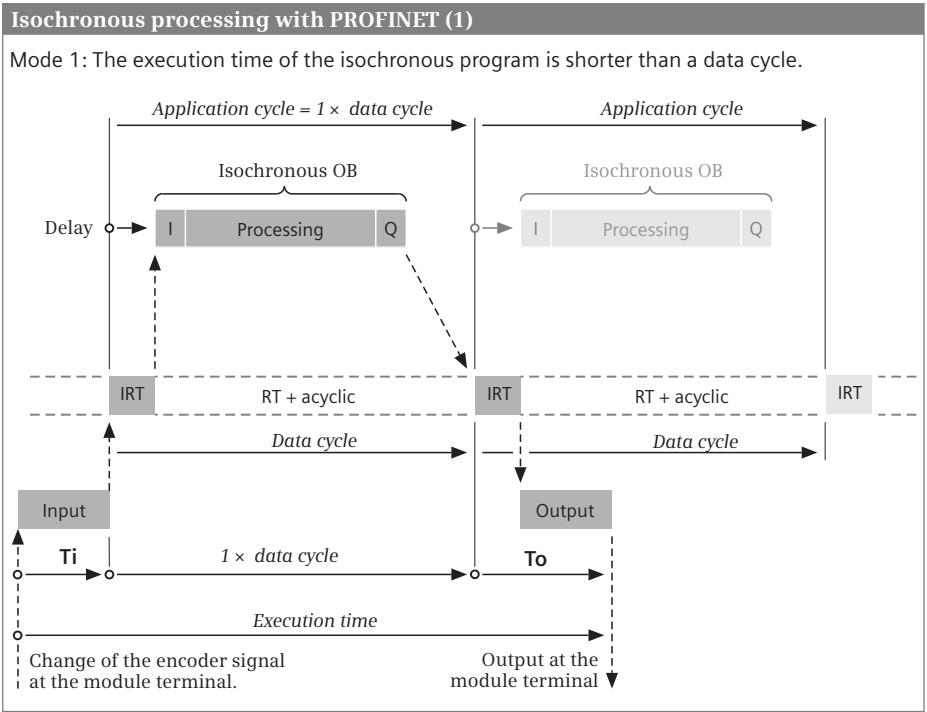 Isochronous processing with PROFINET (1)
Mode 1: The execution time of the isochronous program is shorter than a data cycle.
Application cycle = 1 × data cycle
Application cycle
Isochronous OB
Isochronous OB
Delay
I
Processing
Q
I
Processing
Q
IRT
RT + acyclic
IRT
RT + acyclic
IRT
Data cycle
Data cycle
Input
Output
Ti
1 × data cycle
To
Execution time
Change of the encoder signal
at the module terminal.
Output at the
module terminal